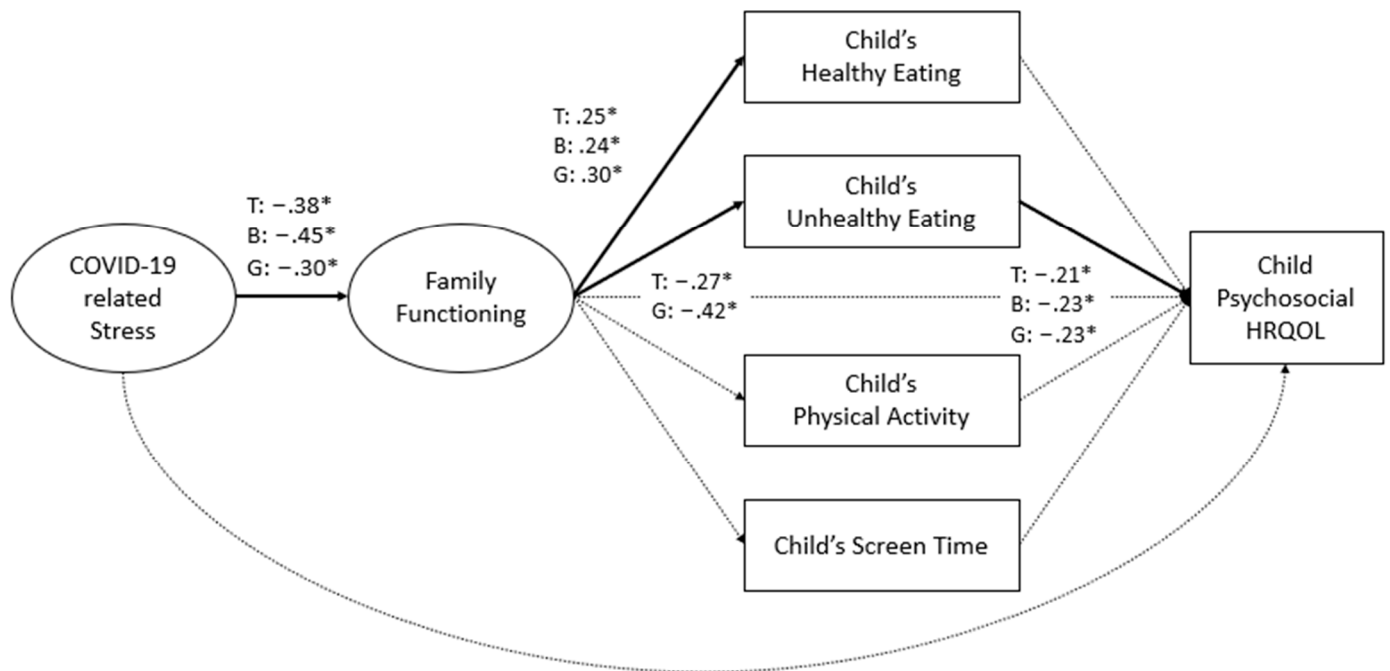 COVID-19
related
Stress
T: −.38*
B: −.45*
G: −.30*
Family
Functioning
T: .25*
B: .24*
G: .30*
T: −.27*
G: −.42*
Child’s
Healthy Eating
Child’s
Unhealthy Eating
Child’s
Physical Activity
Child’s Screen Time
T: −.21*
B: −.23*
G: −.23*
Child
Psychosocial
HRQOL